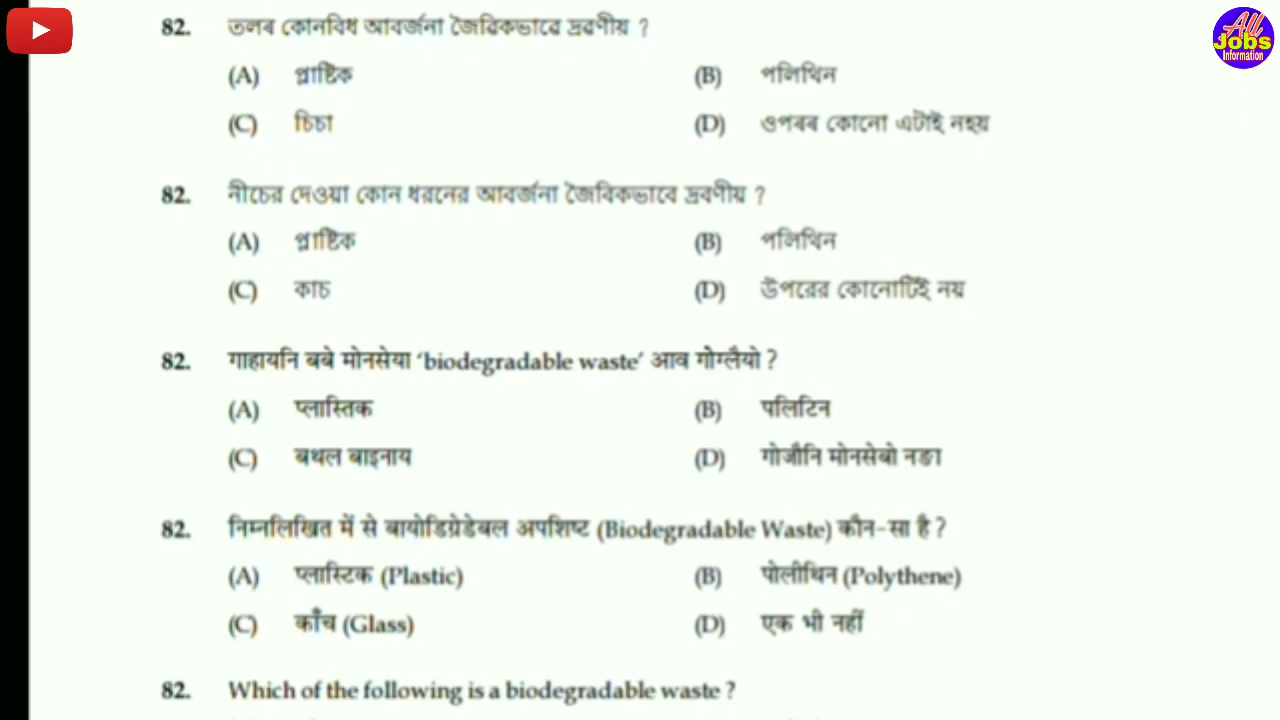 All
Jobs
Information
82. তলৰ কোনবিধ আবৰ্জনা জৈৱিকভাৱে দ্ৰৱণীয় ?
(A) প্লাষ্টিক (B) পলিথিন
(C) চিচা (D) ওপৰৰ কোনো এটাই নহয়
82. নীচের দেওয়া কোন ধরনের আবর্জনা জৈবিকভাবে দ্রবণীয় ?
(A) প্লাষ্টিক (B) পলিথিন
(C) কাচ (D) উপরের কোনোটিই নয়
82. गाहायनि बबे मोनसेया ‘biodegradable waste’ आव गोग्लैयो ?
(A) प्लास्तिक (B) पलिटिन
(C) बथल बाइनाय (D) गोजौनि मोनसेबो नङा
82. निम्नलिखित में से बायोडिग्रेडेबल अपशिष्ट (Biodegradable Waste) कौन-सा है ?
(A) प्लास्टिक (Plastic) (B) पोलीथिन (Polythene)
(C) काँच (Glass) (D) एक भी नहीं
82. Which of the following is a biodegradable waste ?